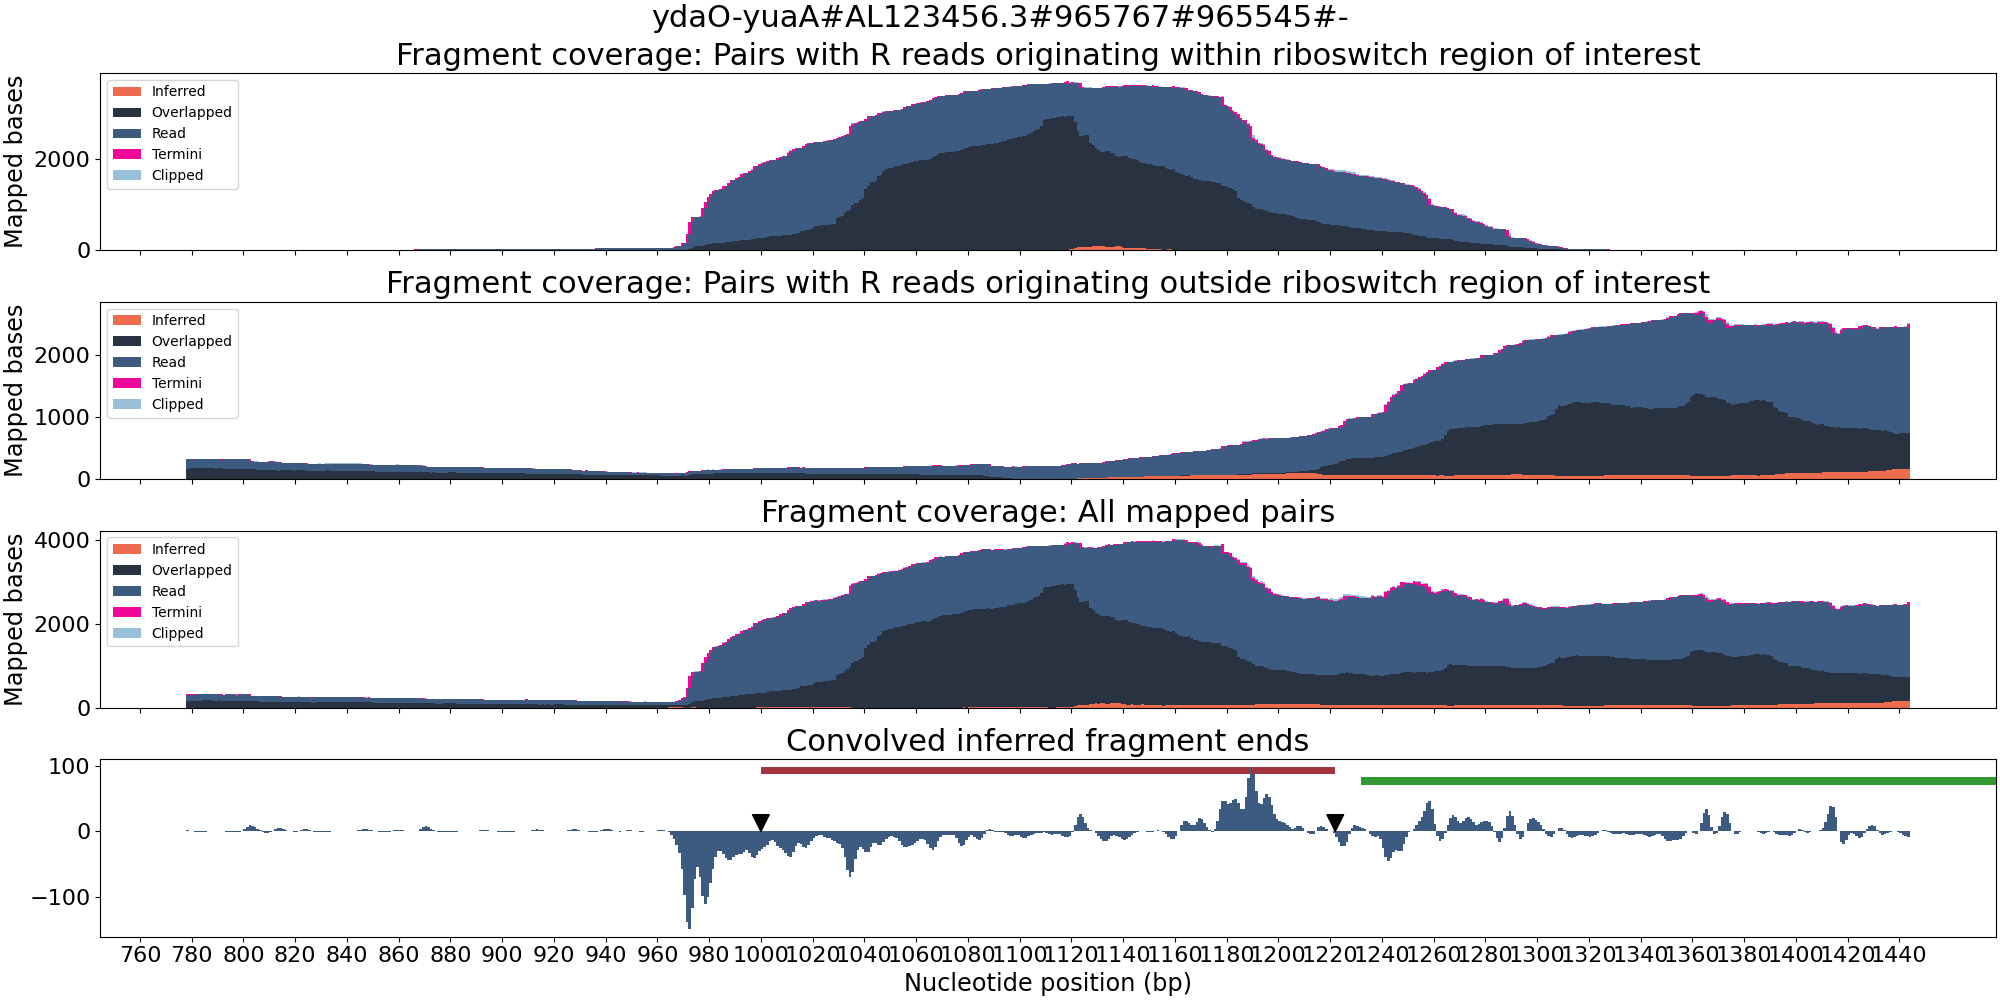 ydaO-yuaA#AL123456.3#965767#965545#-
Fragment coverage: Pairs with R reads originating within riboswitch region of interest
Mapped bases
2000
0
Inferred
Overlapped
Read
Termini
Clipped
Fragment coverage: Pairs with R reads originating outside riboswitch region of interest
Mapped bases
2000
1000
0
Inferred
Overlapped
Read
Termini
Clipped
Fragment coverage: All mapped pairs
Mapped bases
4000
2000
0
Inferred
Overlapped
Read
Termini
Clipped
Convolved inferred fragment ends
100
0
−100
760 780 800 820 840 860 880 900 920 940 960 980 1000 1020 1040 1060 1080 1100 1120 1140 1160 1180 1200 1220 1240 1260 1280 1300 1320 1340 1360 1380 1400 1420 1440
Nucleotide position (bp)